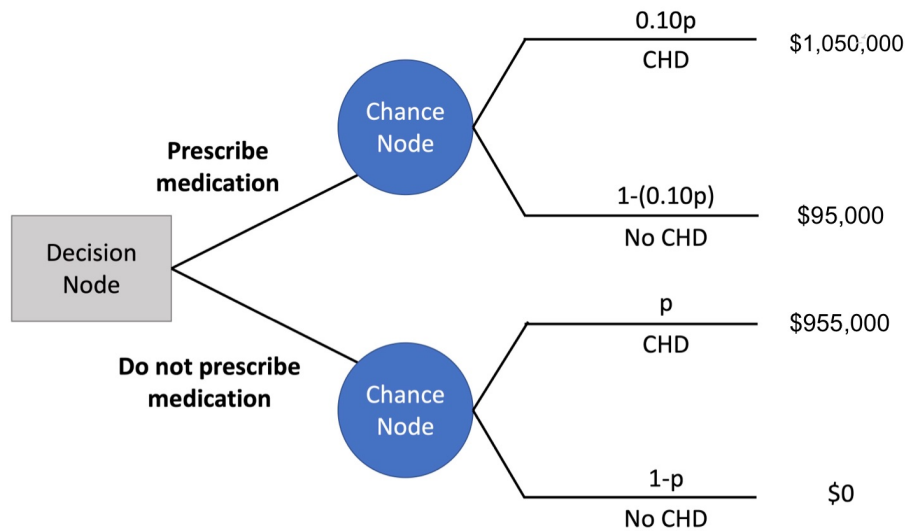 0.10p
$1,050,000
CHD
Chance
Node
Prescribe
medication
1-(0.10p)
$95,000
No CHD
Decision
Node
p
$955,000
CHD
Do not prescribe
medication
Chance
Node
1-p
$0
No CHD